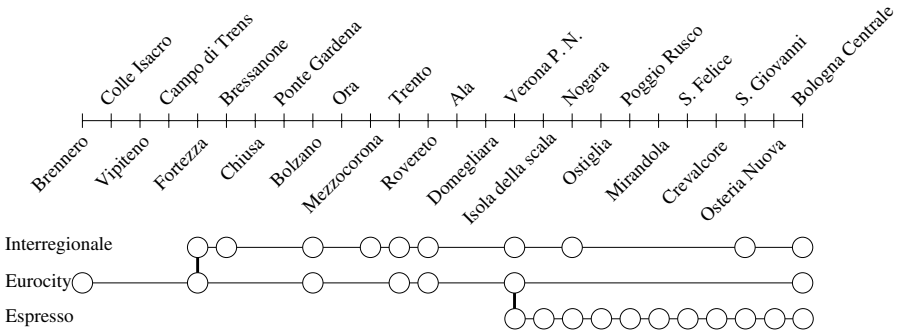 Colle Isacro
Campo di Trens
Bressanone
Ponte Gardena
Ora
Trento
Ala
Verona P. N.
Nogara
Poggio Rusco
S. Felice
S. Giovanni
Bologna Centrale
Brennero
Vipiteno
Fortezza
Chiusa
Bolzano
Mezzocorona
Rovereto
Domegliara
Isola della scala
Ostiglia
Mirandola
Crevalcore
Osteria Nuova
Interregionale
Eurocity
Espresso